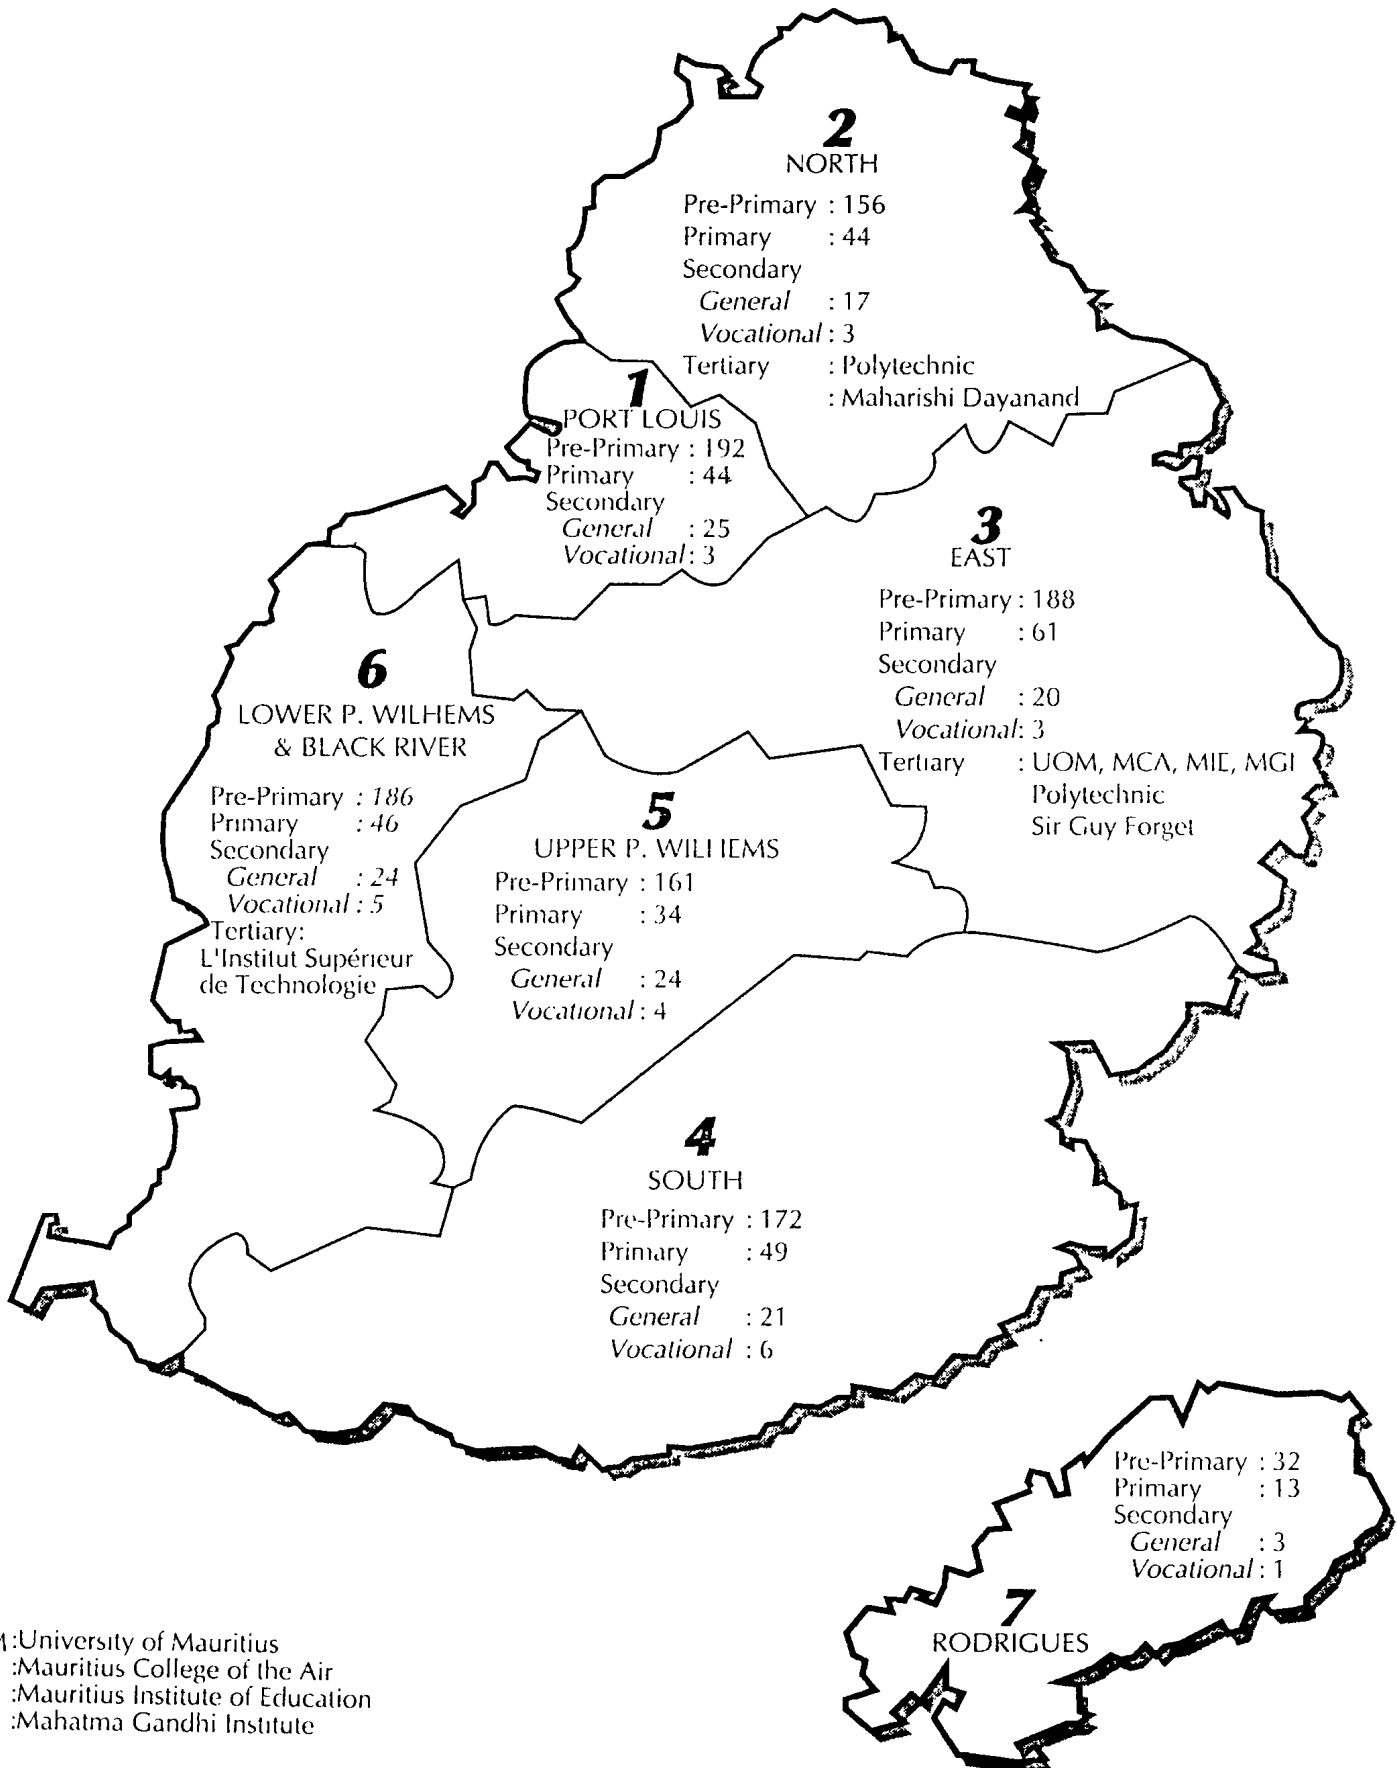 2
NORTH
Pre-Primary : 156
Primary : 44
Secondary
General : 17
Vocational : 3
Tertiary : Polytechnic
: Maharishi Dayanand
1
PORT LOUIS
Pre-Primary : 192
Primary : 44
Secondary
General : 25
Vocational : 3
3
EAST
Pre-Primary : 188
Primary : 61
Secondary
General : 20
Vocational : 3
Tertiary : UOM, MCA, MIE, MGI
Polytechnic
Sir Guy Forget
6
LOWER P. WILHEMS
& BLACK RIVER
Pre-Primary : 186
Primary : 46
Secondary
General : 24
Vocational : 5
Tertiary:
L'Institut Supérieur
de Technologie
5
UPPER P. WILHEMS
Pre-Primary : 161
Primary : 34
Secondary
General : 24
Vocational : 4
4
SOUTH
Pre-Primary : 172
Primary : 49
Secondary
General : 21
Vocational : 6
Pre-Primary : 32
Primary : 13
Secondary
General : 3
Vocational : 1
7
RODRIGUES
:University of Mauritius
:Mauritius College of the Air
:Mauritius Institute of Education
:Mahatma Gandhi Institute